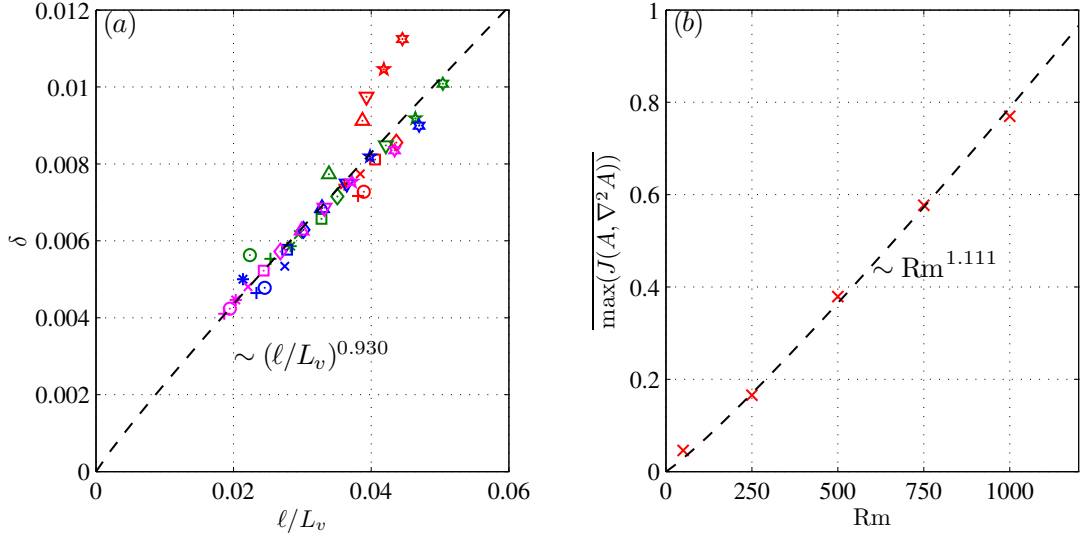 (a)
0.012
0.01
0.008
0.006
0.004
0.002
0
δ
∼ (ℓ/L_v)^0.930
0 0.02 0.04 0.06
ℓ/L_v
(b)
1
0.8
0.6
0.4
0.2
0
max(J(A, ∇²A))
∼ Rm^1.111
250 500 750 1000
Rm